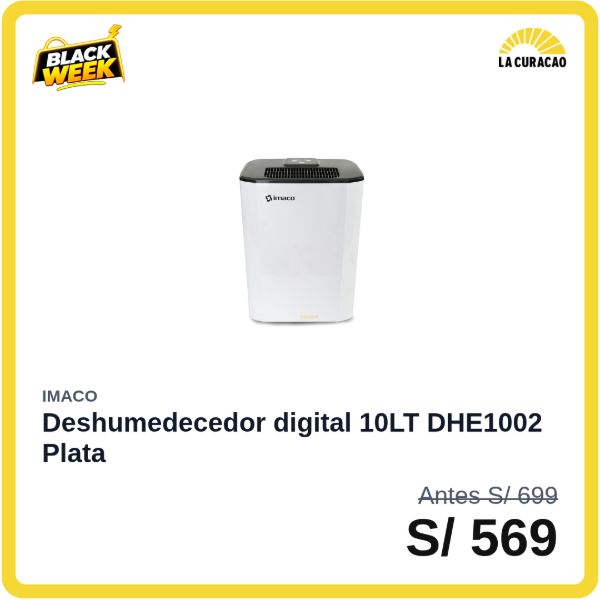 BLACK
WEEK
LA CURACAO
imaco
IMACO
Deshumedecedor digital 10LT DHE1002
Plata
Antes S/ 699
S/ 569